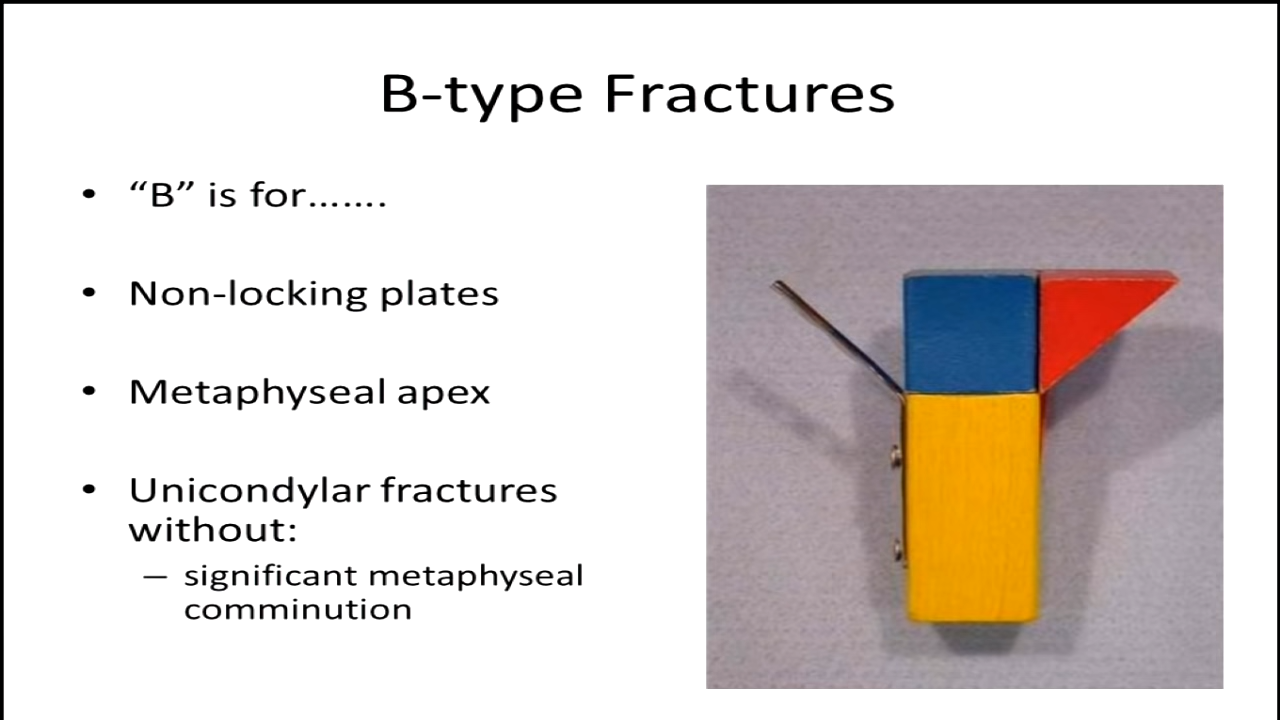 B-type Fractures
• “B” is for…….
• Non-locking plates
• Metaphyseal apex
• Unicondylar fractures
without:
– significant metaphyseal
comminution